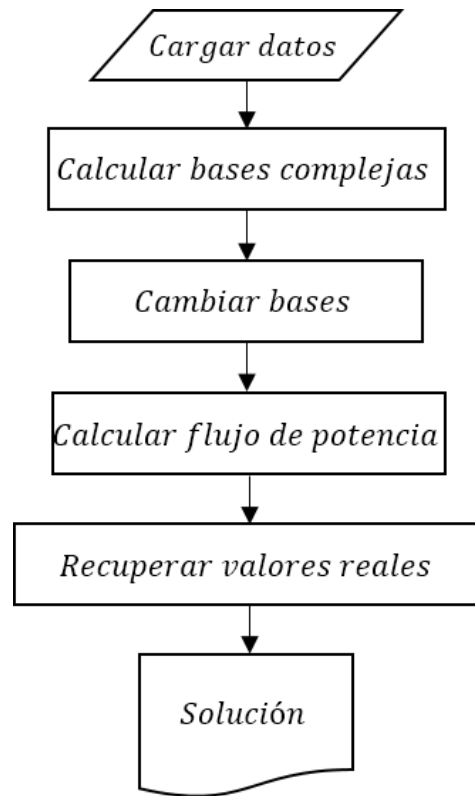 Cargar datos
Calcular bases complejas
Cambiar bases
Calcular flujo de potencia
Recuperar valores reales
Solución